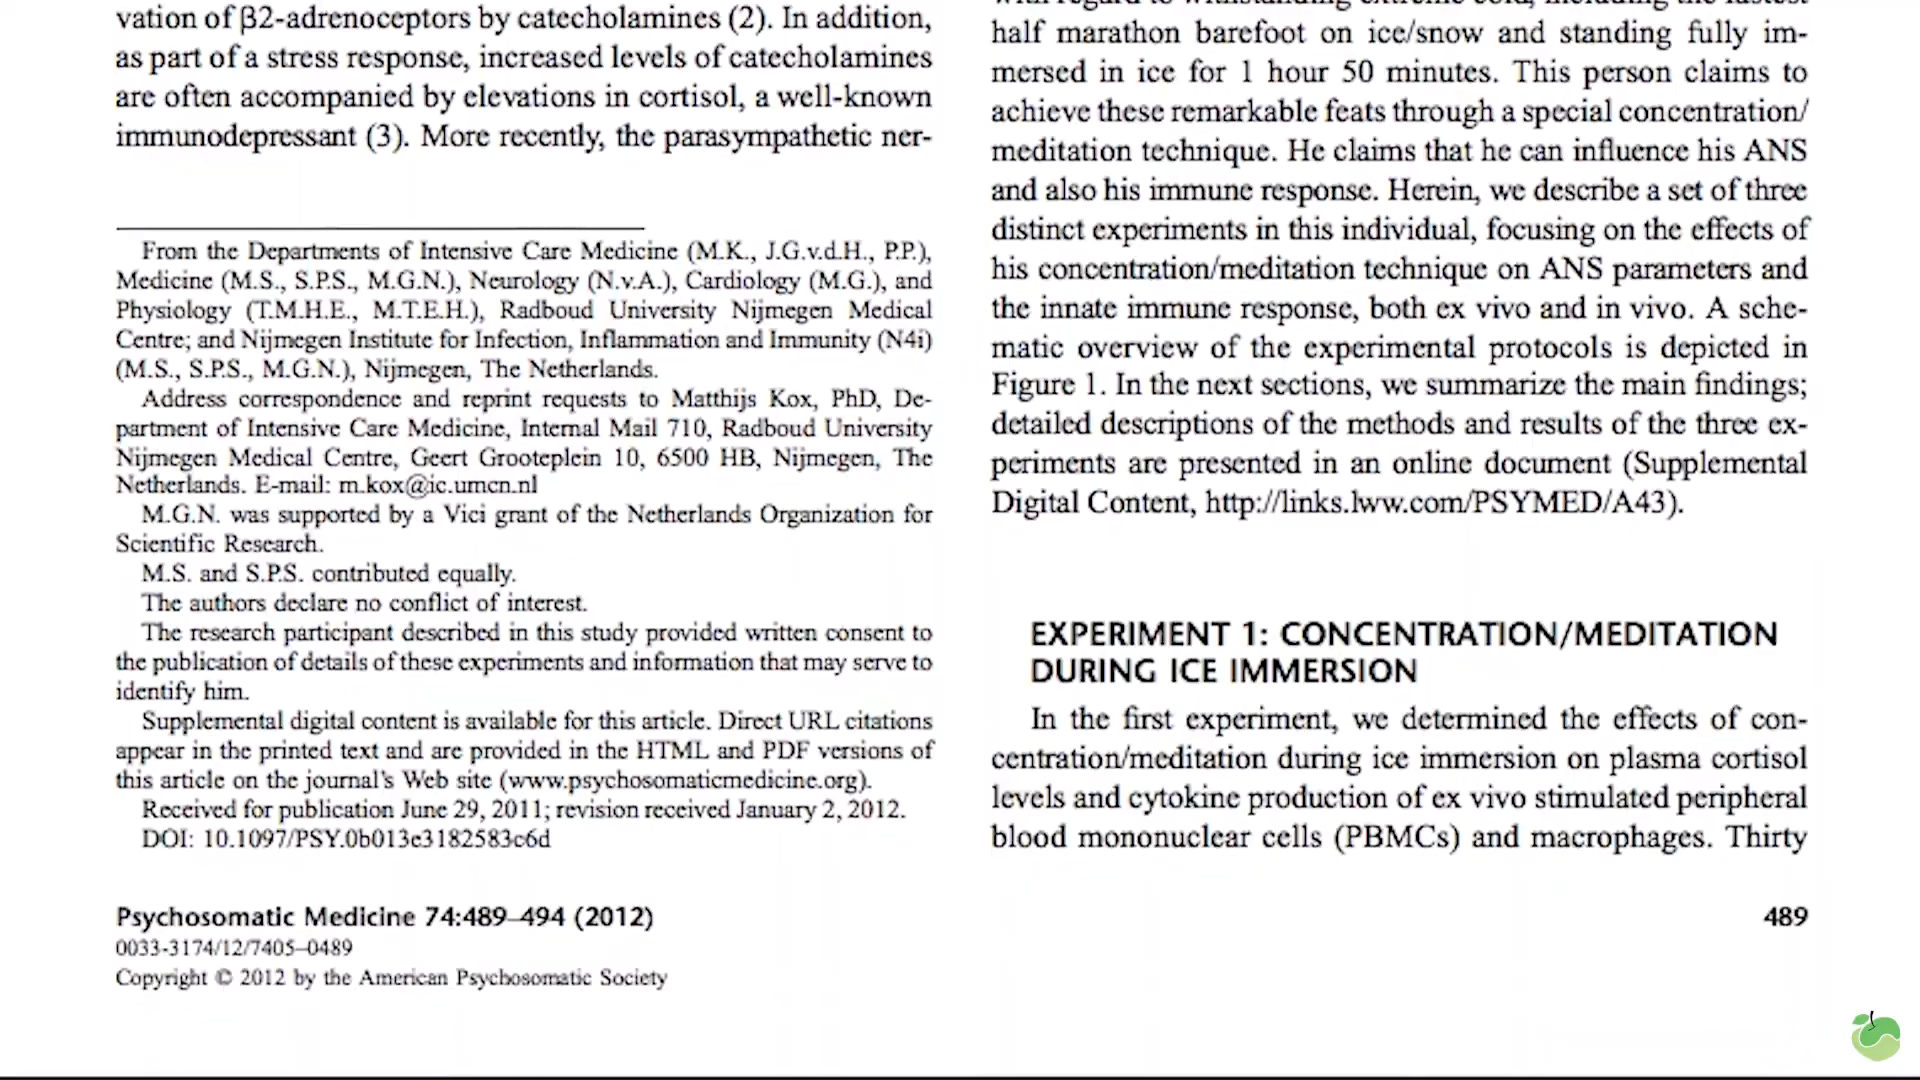 vation of β2-adrenoceptors by catecholamines (2). In addition,
as part of a stress response, increased levels of catecholamines
are often accompanied by elevations in cortisol, a well-known
immunodepressant (3). More recently, the parasympathetic ner-
From the Departments of Intensive Care Medicine (M.K., J.G.v.d.H., P.P.),
Medicine (M.S., S.P.S., M.G.N.), Neurology (N.v.A.), Cardiology (M.G.), and
Physiology (T.M.H.E., M.T.E.H.), Radboud University Nijmegen Medical
Centre; and Nijmegen Institute for Infection, Inflammation and Immunity (N4i)
(M.S., S.P.S., M.G.N.), Nijmegen, The Netherlands.
Address correspondence and reprint requests to Matthijs Kox, PhD, De-
partment of Intensive Care Medicine, Internal Mail 710, Radboud University
Nijmegen Medical Centre, Geert Grooteplein 10, 6500 HB, Nijmegen, The
Netherlands. E-mail: m.kox@ic.umcn.nl
M.G.N. was supported by a Vici grant of the Netherlands Organization for
Scientific Research.
M.S. and S.P.S. contributed equally.
The authors declare no conflict of interest.
The research participant described in this study provided written consent to
the publication of details of these experiments and information that may serve to
identify him.
Supplemental digital content is available for this article. Direct URL citations
appear in the printed text and are provided in the HTML and PDF versions of
this article on the journal's Web site (www.psychosomaticmedicine.org).
Received for publication June 29, 2011; revision received January 2, 2012.
DOI: 10.1097/PSY.0b013e3182583c6d
Psychosomatic Medicine 74:489–494 (2012)
0033-3174/12/7405–0489
Copyright © 2012 by the American Psychosomatic Society
with regard to withstanding extreme cold, including the fastest
half marathon barefoot on ice/snow and standing fully im-
mersed in ice for 1 hour 50 minutes. This person claims to
achieve these remarkable feats through a special concentration/
meditation technique. He claims that he can influence his ANS
and also his immune response. Herein, we describe a set of three
distinct experiments in this individual, focusing on the effects of
his concentration/meditation technique on ANS parameters and
the innate immune response, both ex vivo and in vivo. A sche-
matic overview of the experimental protocols is depicted in
Figure 1. In the next sections, we summarize the main findings;
detailed descriptions of the methods and results of the three ex-
periments are presented in an online document (Supplemental
Digital Content, http://links.lww.com/PSYMED/A43).
EXPERIMENT 1: CONCENTRATION/MEDITATION
DURING ICE IMMERSION
In the first experiment, we determined the effects of con-
centration/meditation during ice immersion on plasma cortisol
levels and cytokine production of ex vivo stimulated peripheral
blood mononuclear cells (PBMCs) and macrophages. Thirty
489